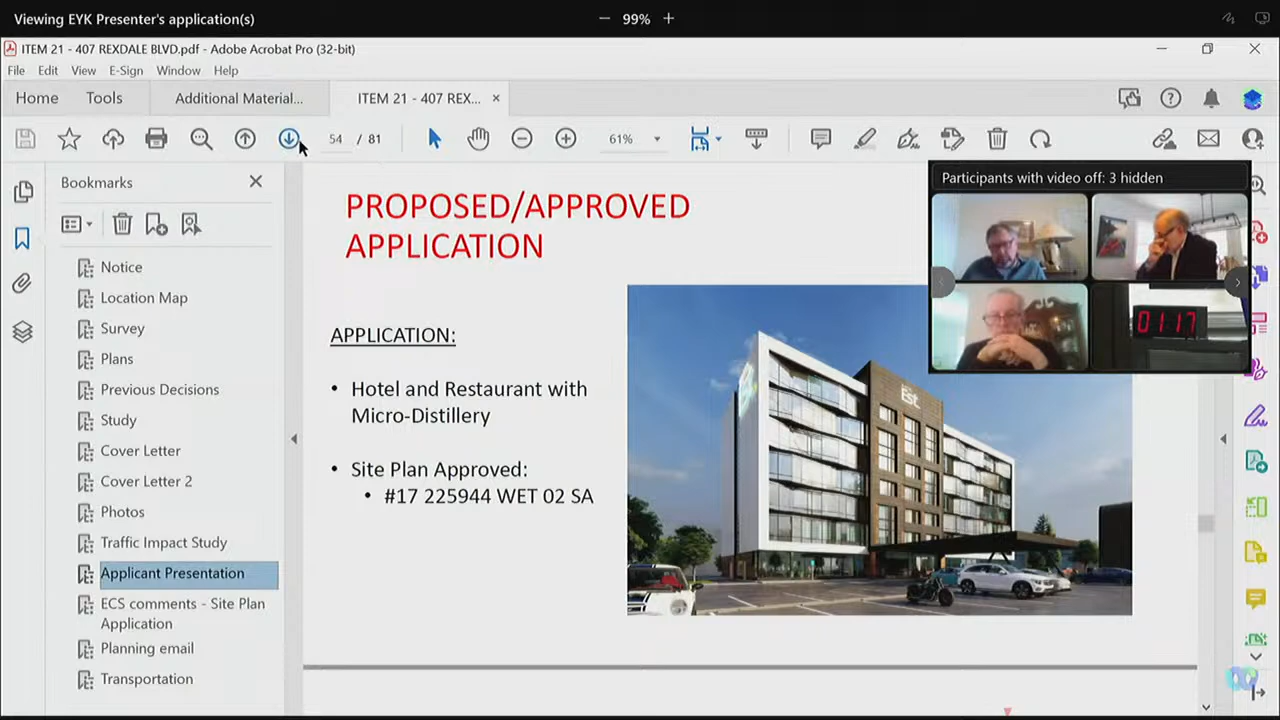 Viewing EYK Presenter's application(s)
99%
ITEM 21 - 407 REXDALE BLVD.pdf - Adobe Acrobat Pro (32-bit)
File Edit View E-Sign Window Help
Home Tools Additional Material... ITEM 21 - 407 REX...
54 / 81 61%
Participants with video off: 3 hidden
01:17
Bookmarks
Notice
Location Map
Survey
Plans
Previous Decisions
Study
Cover Letter
Cover Letter 2
Photos
Traffic Impact Study
Applicant Presentation
ECS comments - Site Plan
Application
Planning email
Transportation
PROPOSED/APPROVED
APPLICATION
APPLICATION:
• Hotel and Restaurant with
Micro-Distillery
• Site Plan Approved:
• #17 225944 WET 02 SA
Est.